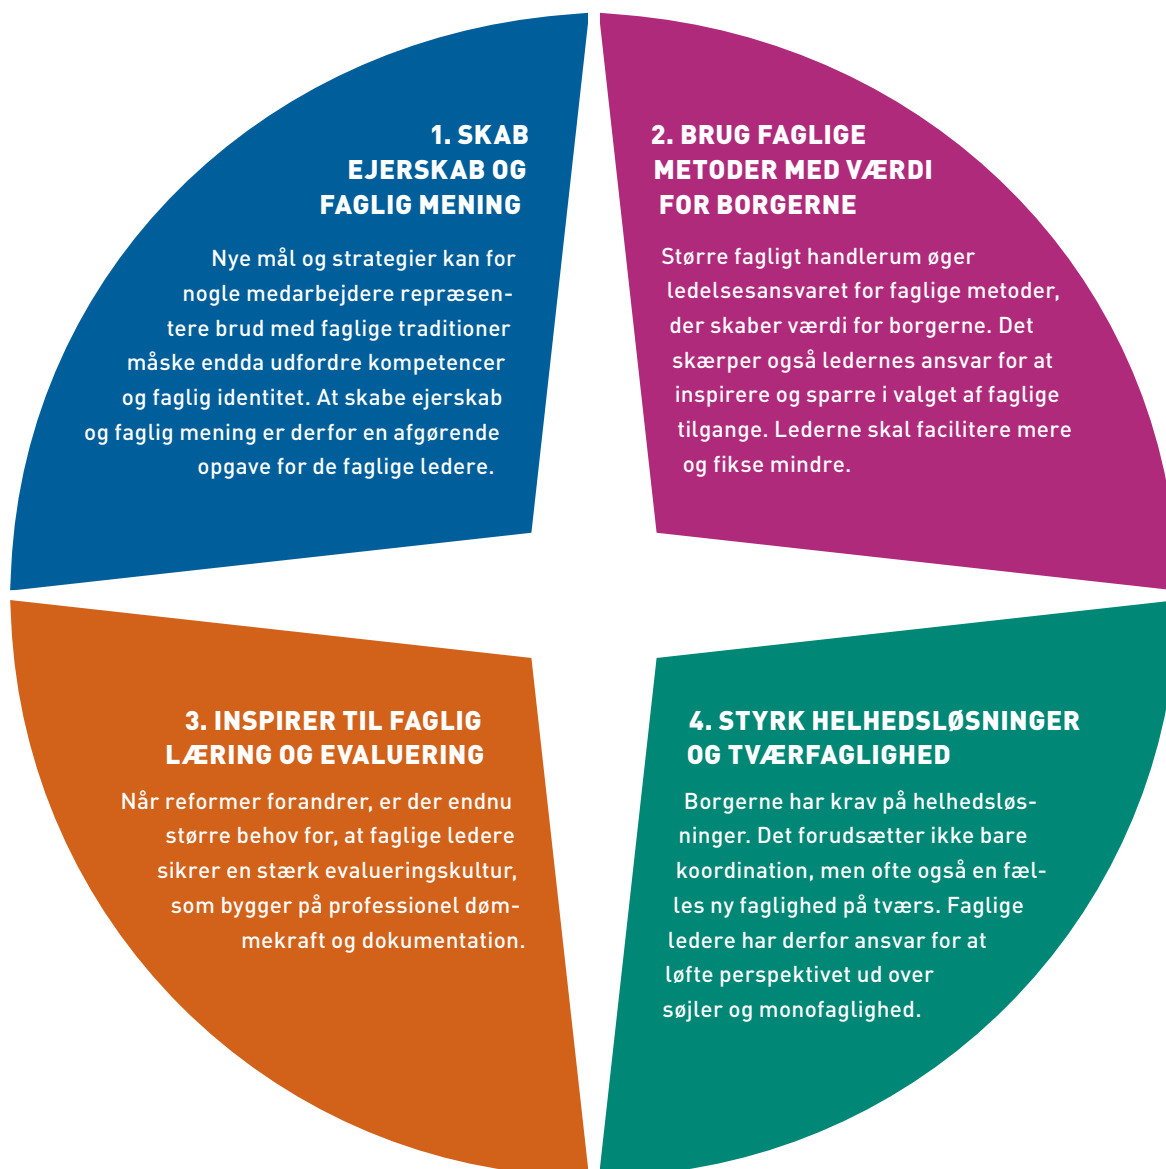 1. SKAB
EJERSKAB OG
FAGLIG MENING
Nye mål og strategier kan for
nogle medarbejdere repræsen-
tere brud med faglige traditioner
måske endda udfordre kompetencer
og faglig identitet. At skabe ejerskab
og faglig mening er derfor en afgørende
opgave for de faglige ledere.
2. BRUG FAGLIGE
METODER MED VÆRDI
FOR BORGERNE
Større fagligt handlerum øger
ledelsesansvaret for faglige metoder,
der skaber værdi for borgerne. Det
skærper også ledernes ansvar for at
inspirere og sparre i valget af faglige
tilgange. Lederne skal facilitere mere
og fikse mindre.
3. INSPIRER TIL FAGLIG
LÆRING OG EVALUERING
Når reformer forandrer, er der endnu
større behov for, at faglige ledere
sikrer en stærk evalueringskultur,
som bygger på professionel døm-
mekraft og dokumentation.
4. STYRK HELHEDSLØSNINGER
OG TVÆRFAGLIGHED
Borgerne har krav på helhedsløs-
ninger. Det forudsætter ikke bare
koordination, men ofte også en fæl-
les ny faglighed på tværs. Faglige
ledere har derfor ansvar for at
løfte perspektivet ud over
søjler og monofaglighed.